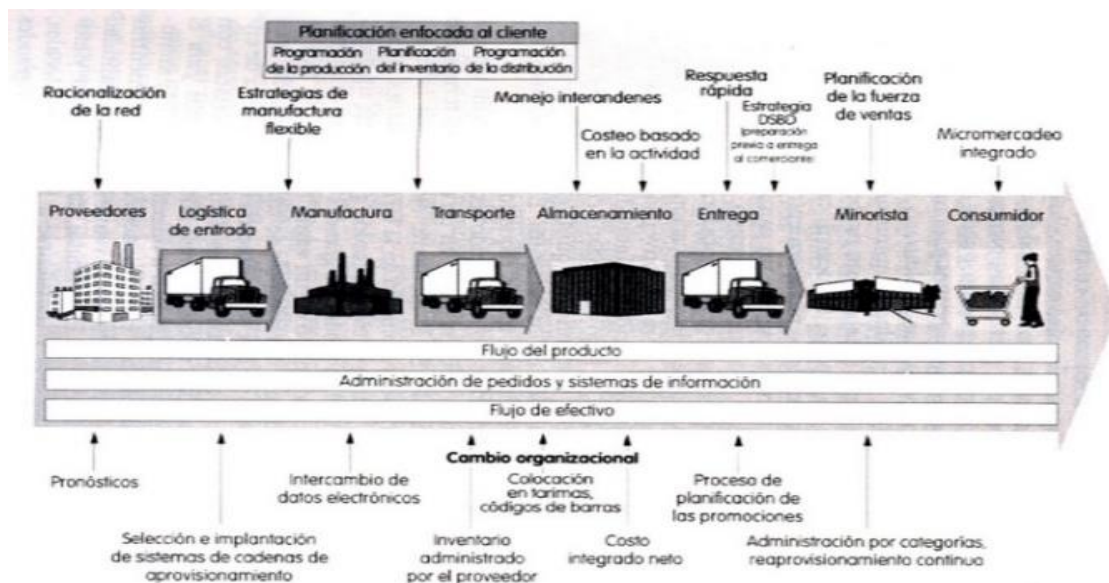 Planificación enfocada al cliente
Programación de la producción
Planificación del inventario
Programación de la distribución
Racionalización
de la red
Estrategias de
manufactura
flexible
Manejo interandenes
Costeo basado
en la actividad
Respuesta
rápida
Estrategia
DSBD
(preparación
previa a entrega
al comerciante)
Planificación
de la fuerza
de ventas
Micromercadeo
integrado
Proveedores
Logística
de entrada
Manufactura
Transporte
Almacenamiento
Entrega
Minorista
Consumidor
Flujo del producto
Administración de pedidos y sistemas de información
Flujo de efectivo
Cambio organizacional
Pronósticos
Selección e implantación
de sistemas de cadenas de
aprovisionamiento
Intercambio de
datos electrónicos
Inventario
administrado
por el proveedor
Colocación
en tarimas,
códigos de barras
Costo
integrado neto
Proceso de
planificación de
las promociones
Administración por categorías,
reaprovisionamiento continuo